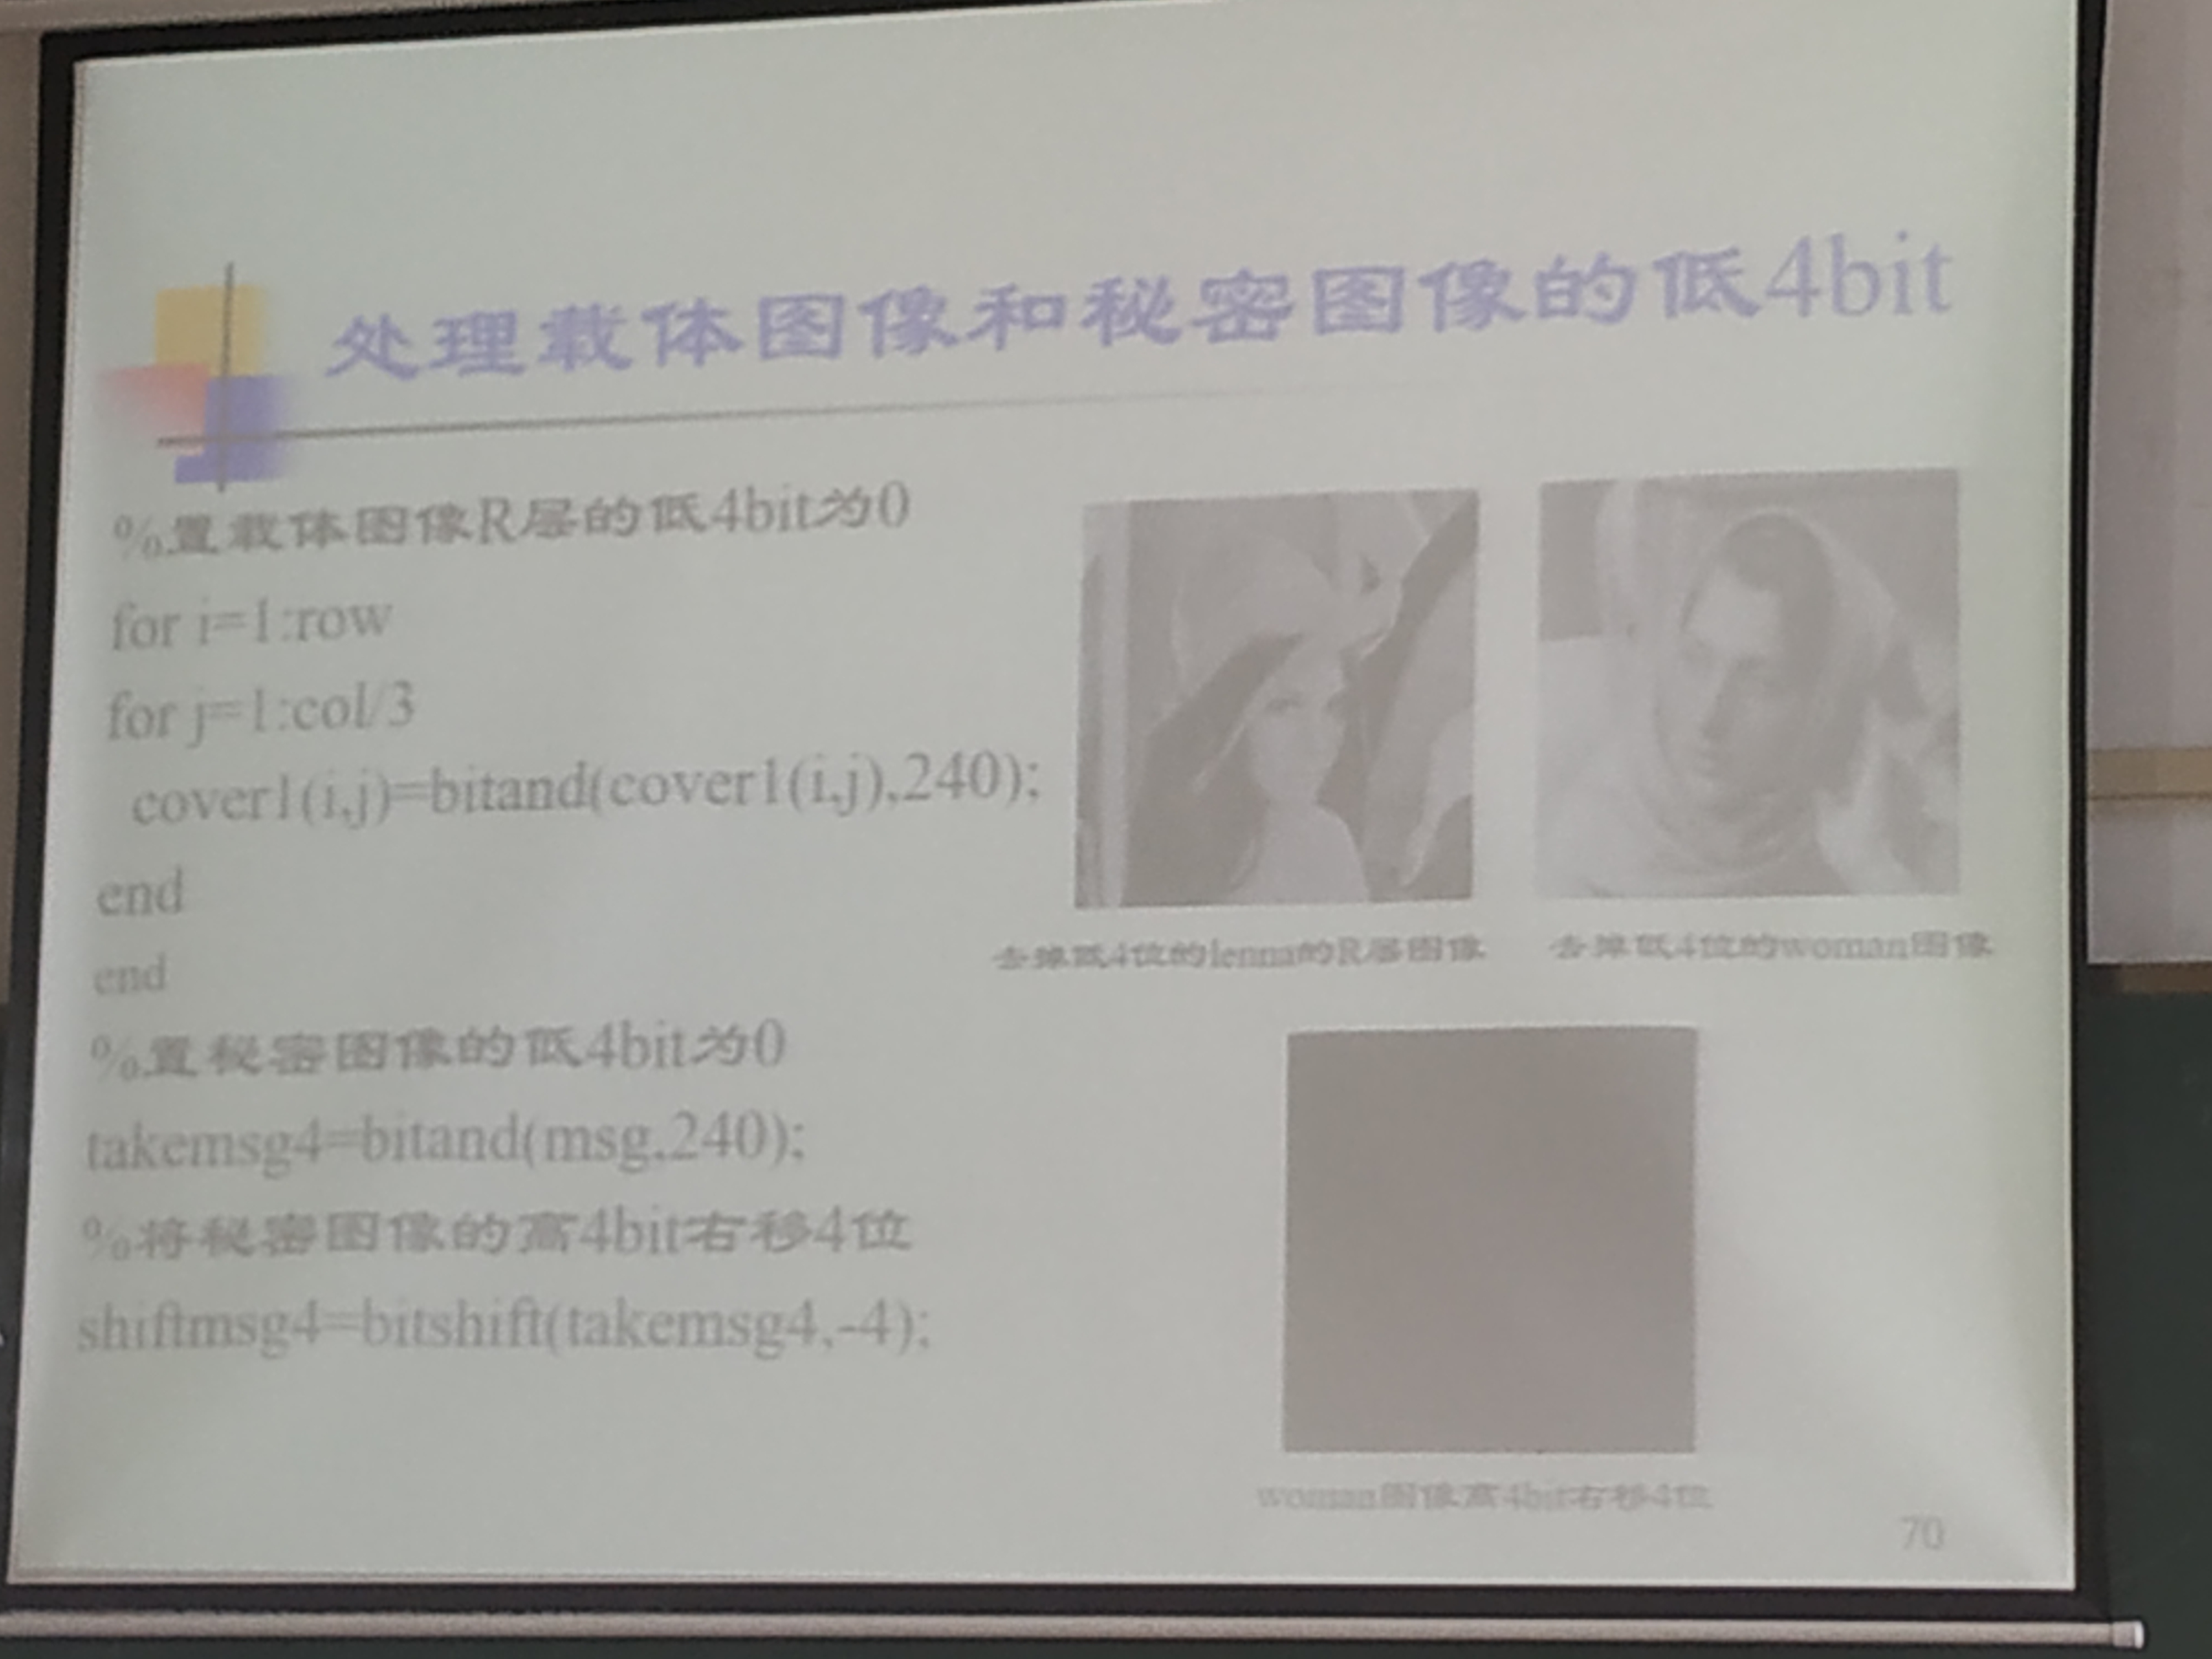 处理载体图像和秘密图像的低4bit
%置载体图像R层的低4bit为0
for i=1:row
for j=1:col/3
cover1(i,j)=bitand(cover1(i,j),240);
end
end
%置秘密图像的低4bit为0
takemsg4=bitand(msg,240);
%将秘密图像的高4bit右移4位
shiftmsg4=bitshift(takemsg4,-4);
去掉低4位的lenna的R层图像
去掉低4位的woman图像
woman图像高4bit右移4位
70